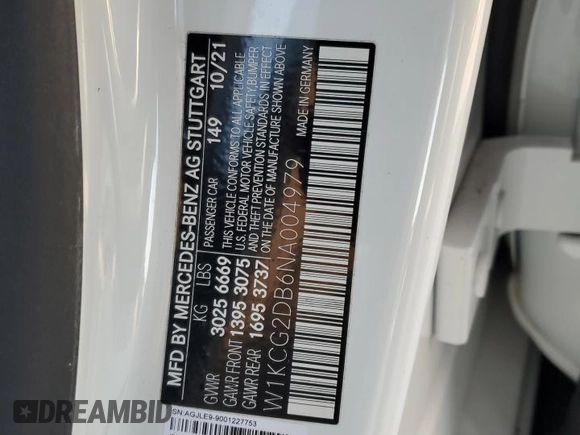 MFD BY MERCEDES-BENZ AG STUTTGART
KG LBS PASSENGER CAR 149 10/21
GVWR 3025 6669 THIS VEHICLE CONFORMS TO ALL APPLICABLE
GAWR FRONT 1395 3075 U.S. FEDERAL MOTOR VEHICLE SAFETY, BUMPER
GAWR REAR 1695 3737 AND THEFT PREVENTION STANDARDS IN EFFECT
ON THE DATE OF MANUFACTURE SHOWN ABOVE
W1KCG2DB6NA004979 MADE IN GERMANY
SN:AGJLE9-9001227753
DREAMBID